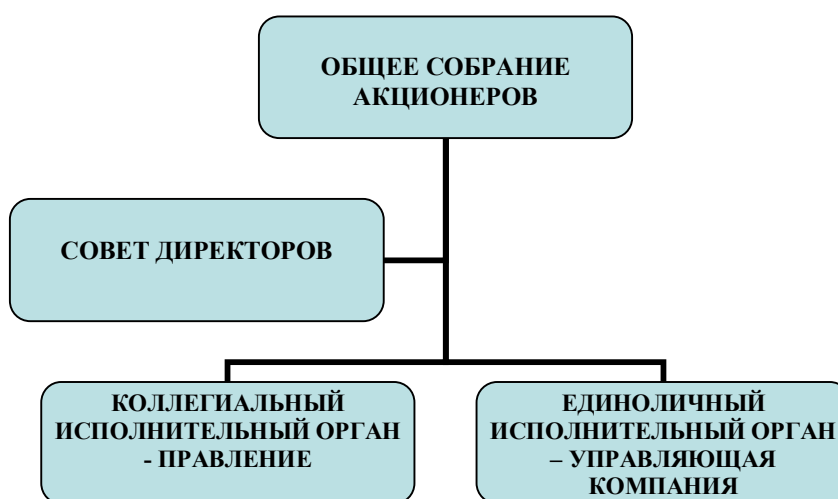 ОБЩЕЕ СОБРАНИЕ
АКЦИОНЕРОВ
СОВЕТ ДИРЕКТОРОВ
КОЛЛЕГИАЛЬНЫЙ
ИСПОЛНИТЕЛЬНЫЙ ОРГАН
- ПРАВЛЕНИЕ
ЕДИНОЛИЧНЫЙ
ИСПОЛНИТЕЛЬНЫЙ ОРГАН
– УПРАВЛЯЮЩАЯ
КОМПАНИЯ